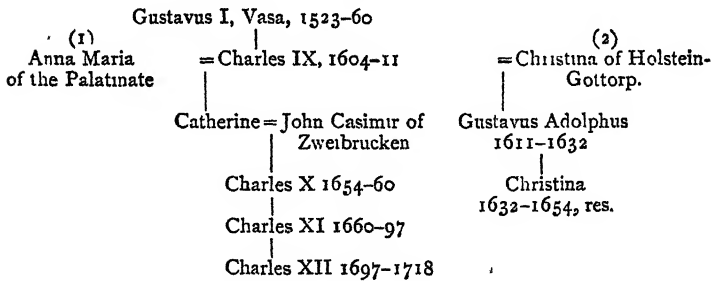 Gustavus I, Vasa, 1523-60
(1) (2)
Anna Maria = Charles IX, 1604-11 = Christina of Holstein-
of the Palatinate Gottorp.
Catherine = John Casimir of Gustavus Adolphus
Zweibrucken 1611-1632
Charles X 1654-60 Christina
1632-1654, res.
Charles XI 1660-97
Charles XII 1697-1718